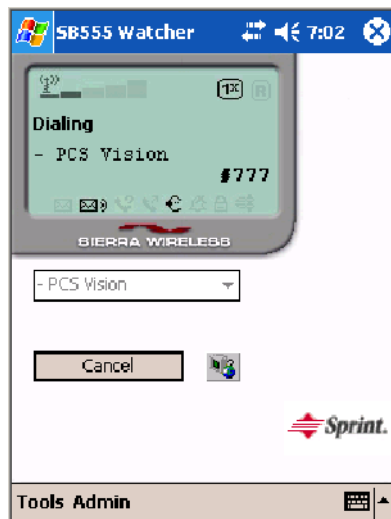 SB555 Watcher 7:02
1X R
Dialing
- PCS Vision
#777
SIERRA WIRELESS
- PCS Vision
Cancel
Sprint.
Tools Admin